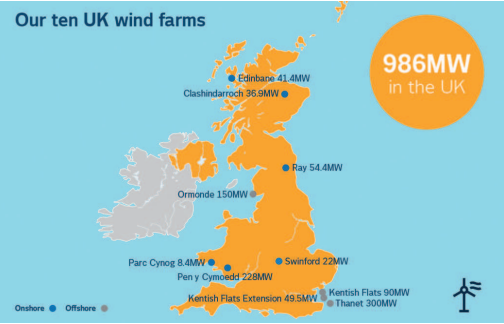 Our ten UK wind farms
986MW
in the UK
Edinbane 41.4MW
Clashindarroch 36.9MW
Ray 54.4MW
Ormonde 150MW
Parc Cynog 8.4MW
Swinford 22MW
Pen y Cymoedd 228MW
Kentish Flats 90MW
Kentish Flats Extension 49.5MW
Thanet 300MW
Onshore
Offshore